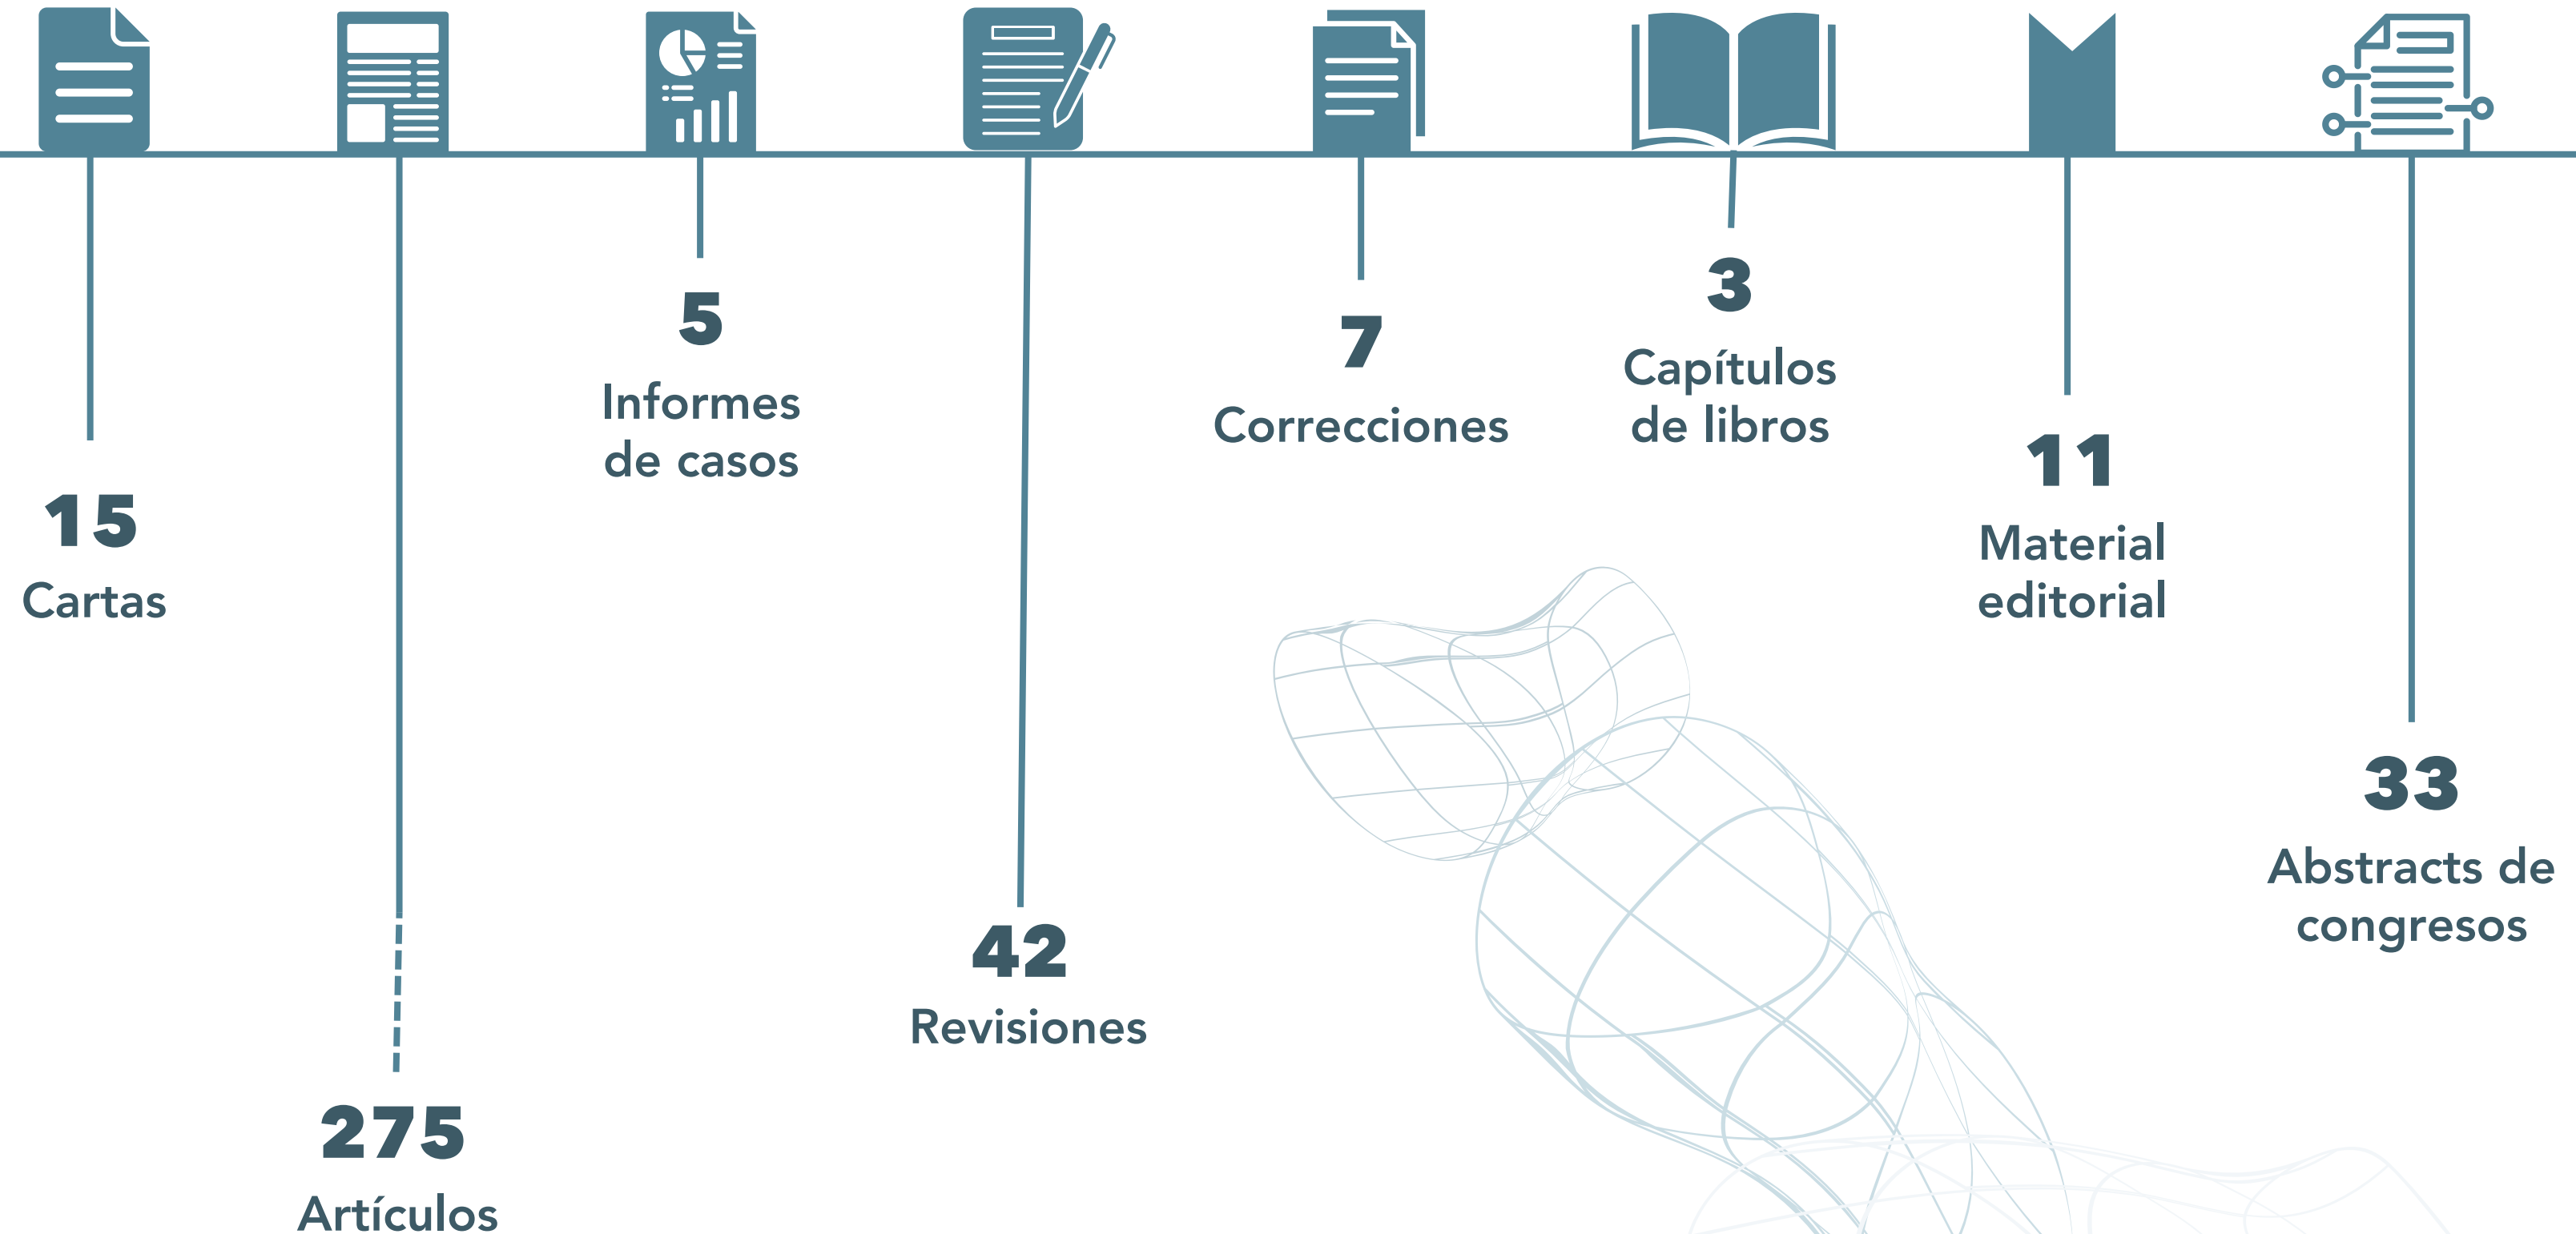 15
Cartas
275
Artículos
5
Informes
de casos
42
Revisiones
7
Correcciones
3
Capítulos
de libros
11
Material
editorial
33
Abstracts de
congresos